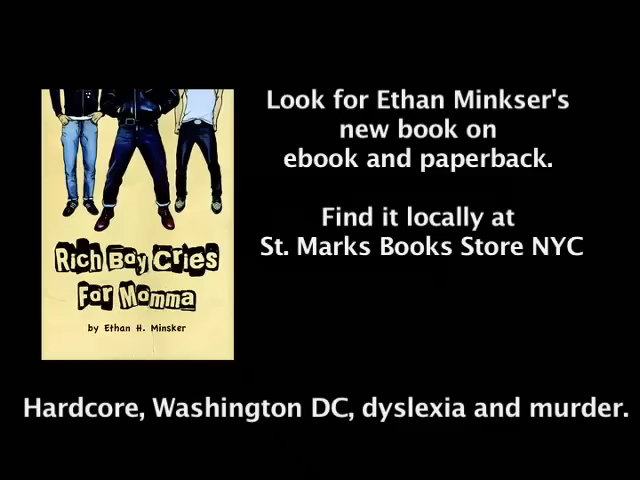 Look for Ethan Minkser's
new book on
ebook and paperback.
Find it locally at
St. Marks Books Store NYC
Rich Boy Cries
For Momma
by Ethan H. Minsker
Hardcore, Washington DC, dyslexia and murder.